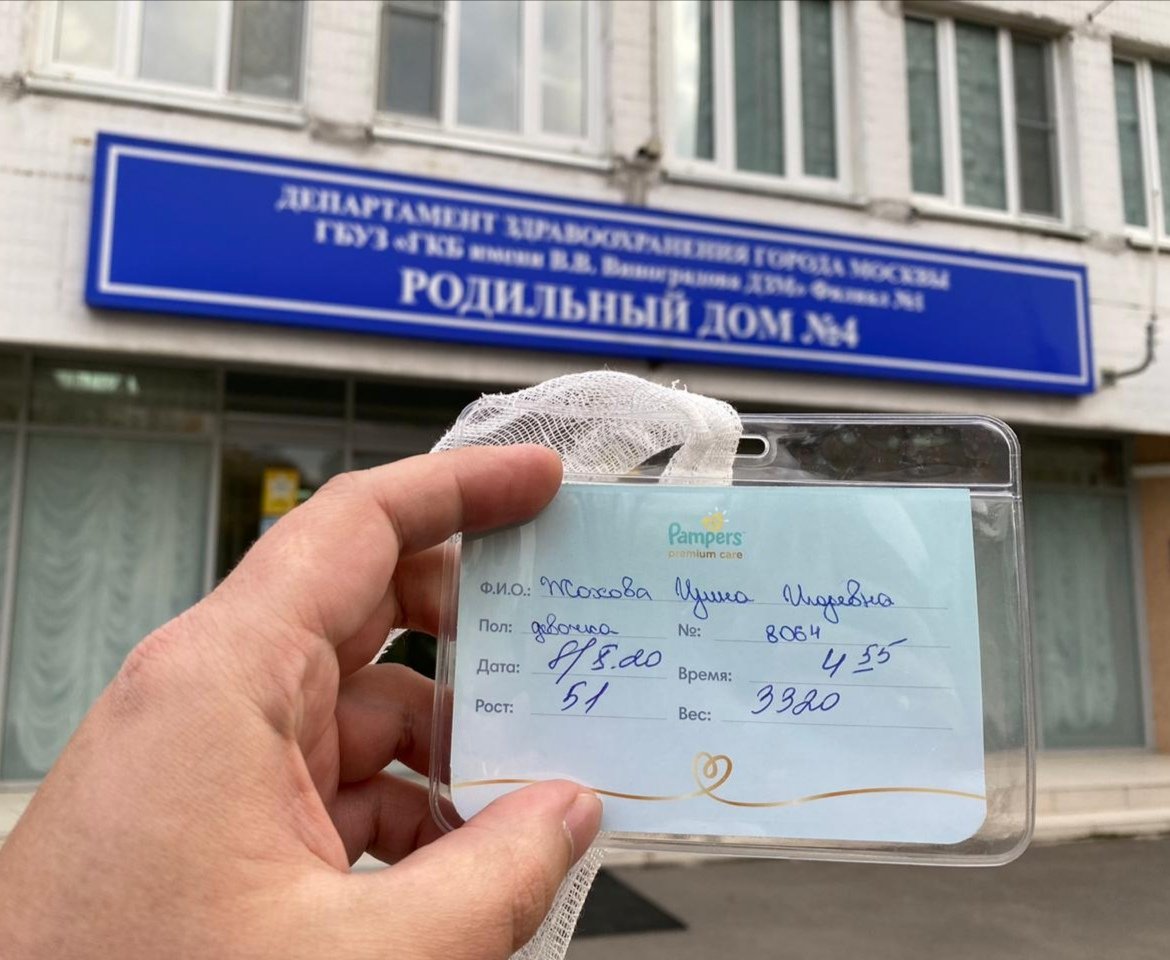 ДЕПАРТАМЕНТ ЗДРАВООХРАНЕНИЯ ГОРОДА МОСКВЫ
ГБУЗ «ГКБ имени В.В. Виноградова ДЗМ» Филиал №1
РОДИЛЬНЫЙ ДОМ №4
Pampers
premium care
Ф.И.О.: Жохова Ирина Игоревна
Пол: девочка №: 8064
Дата: 8/X.20 Время: 4 55
Рост: 51 Вес: 3320